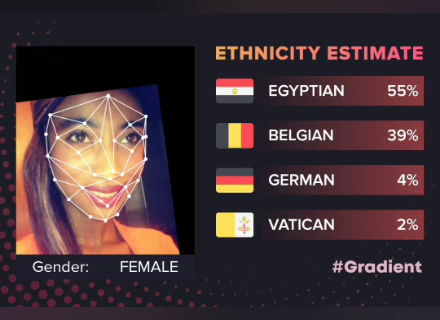 ETHNICITY ESTIMATE
EGYPTIAN 55%
BELGIAN 39%
GERMAN 4%
VATICAN 2%
Gender: FEMALE
#Gradient